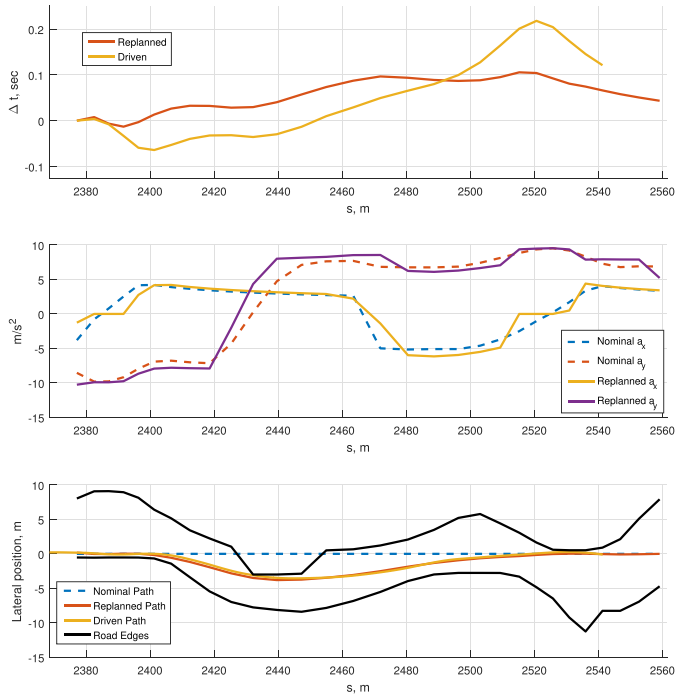 0.2
0.1
0
-0.1
Δ t, sec
Replanned
Driven
2380 2400 2420 2440 2460 2480 2500 2520 2540 2560
s, m
10
5
0
-5
-10
-15
m/s²
Nominal aₓ
Nominal a_y
Replanned aₓ
Replanned a_y
2380 2400 2420 2440 2460 2480 2500 2520 2540 2560
s, m
10
5
0
-5
-10
-15
Lateral position, m
Nominal Path
Replanned Path
Driven Path
Road Edges
2380 2400 2420 2440 2460 2480 2500 2520 2540 2560
s, m